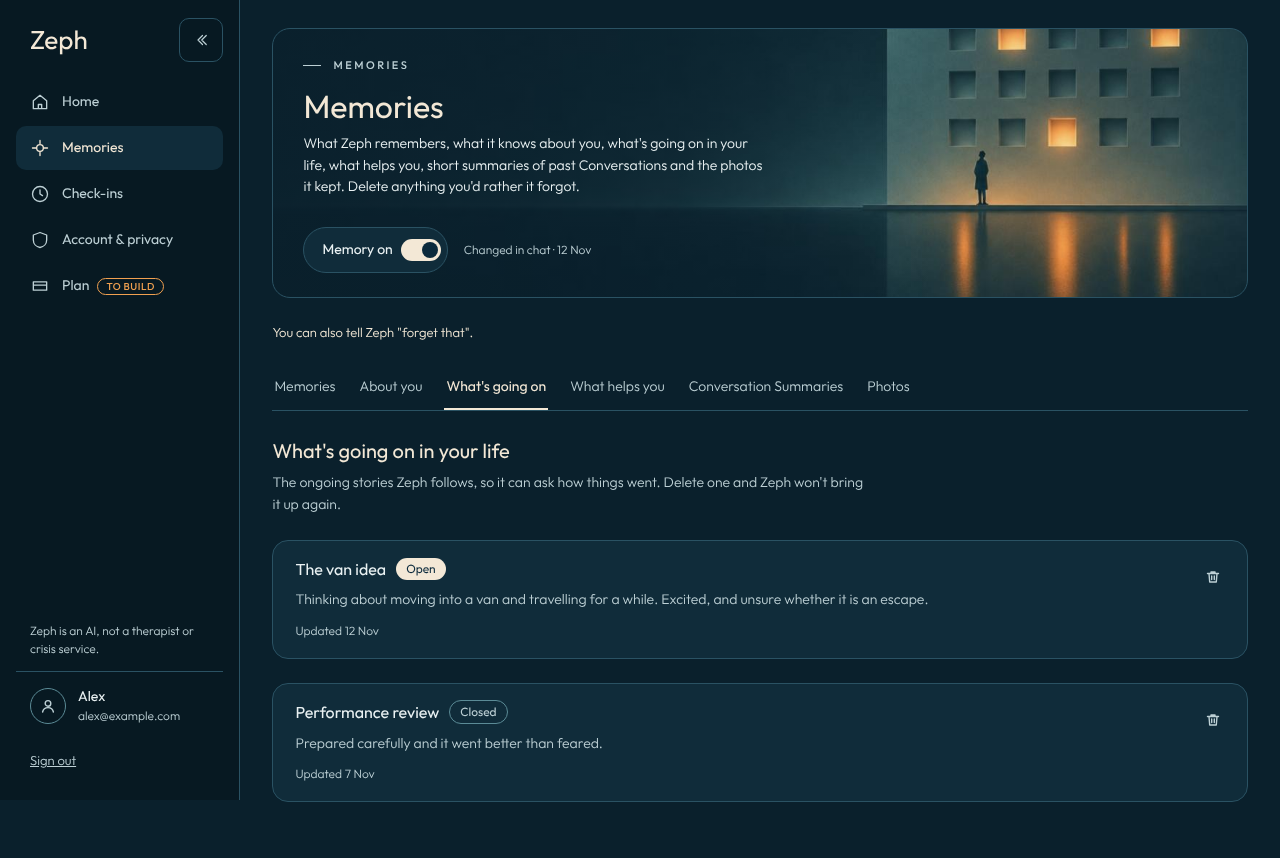 Zeph
Home
Memories
Check-ins
Account & privacy
Plan TO BUILD
Zeph is an AI, not a therapist or
crisis service.
Alex
alex@example.com
Sign out
MEMORIES
Memories
What Zeph remembers, what it knows about you, what's going on in your
life, what helps you, short summaries of past Conversations and the photos
it kept. Delete anything you'd rather it forgot.
Memory on
Changed in chat · 12 Nov
You can also tell Zeph "forget that".
Memories About you What's going on What helps you Conversation Summaries Photos
What's going on in your life
The ongoing stories Zeph follows, so it can ask how things went. Delete one and Zeph won't bring
it up again.
The van idea Open
Thinking about moving into a van and travelling for a while. Excited, and unsure whether it is an escape.
Updated 12 Nov
Performance review Closed
Prepared carefully and it went better than feared.
Updated 7 Nov